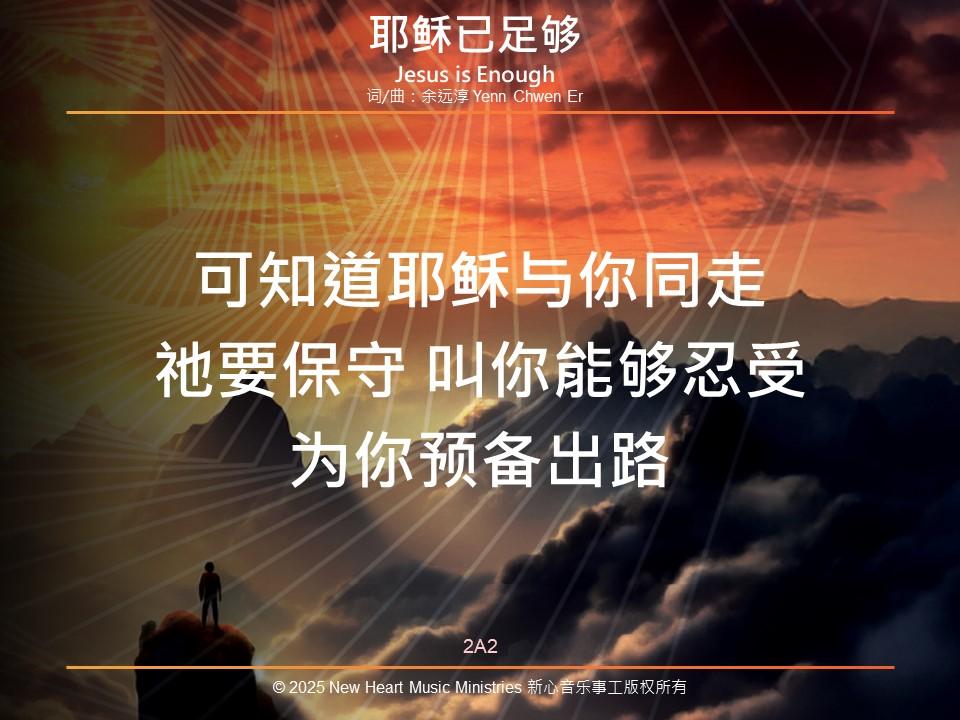 耶稣已足够
Jesus is Enough
词/曲：余远淳 Yenn Chwen Er
可知道耶稣与你同走
祂要保守 叫你能够忍受
为你预备出路
2A2
© 2025 New Heart Music Ministries 新心音乐事工版权所有